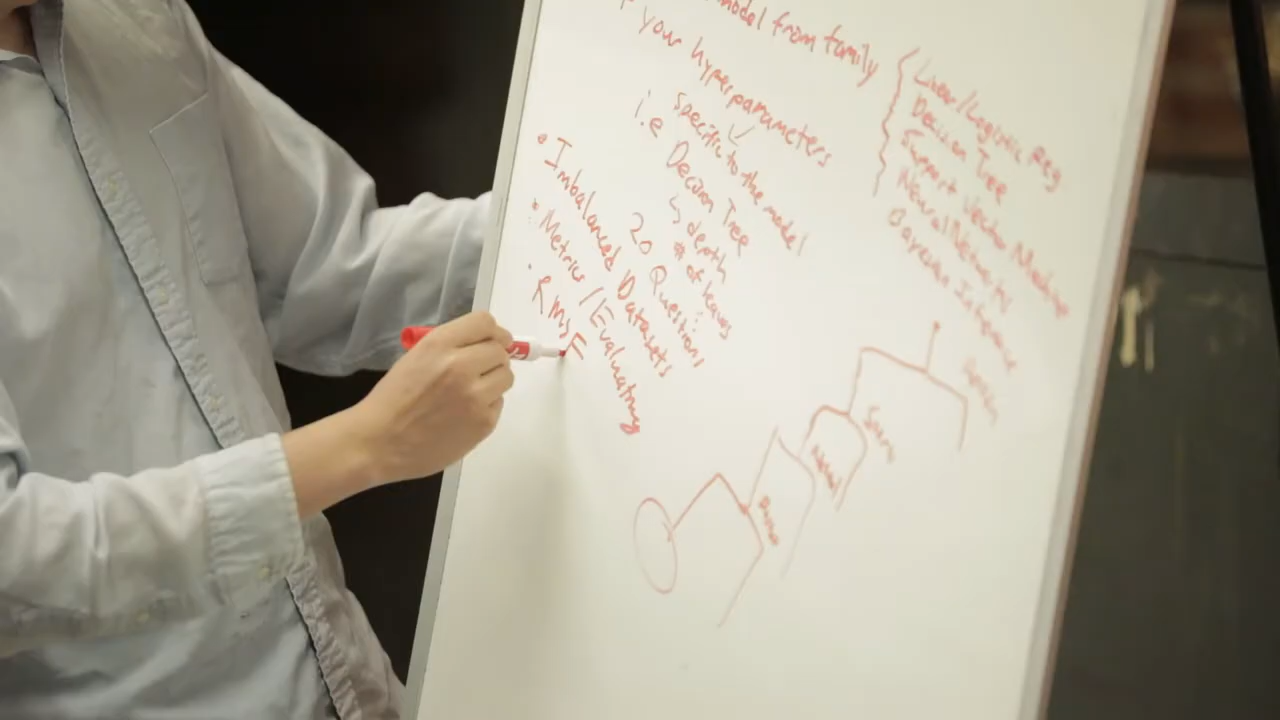 model from family
your hyperparameters
specific to the model
i.e Decision Tree
↳ depth
# of leaves
20 Questions
• Imbalanced Datasets
• Metrics / Evaluating
• RMSE
Linear/Logistic Reg
Decision Tree
Support Vector Machine
Neural Networks
Bayesian Inference